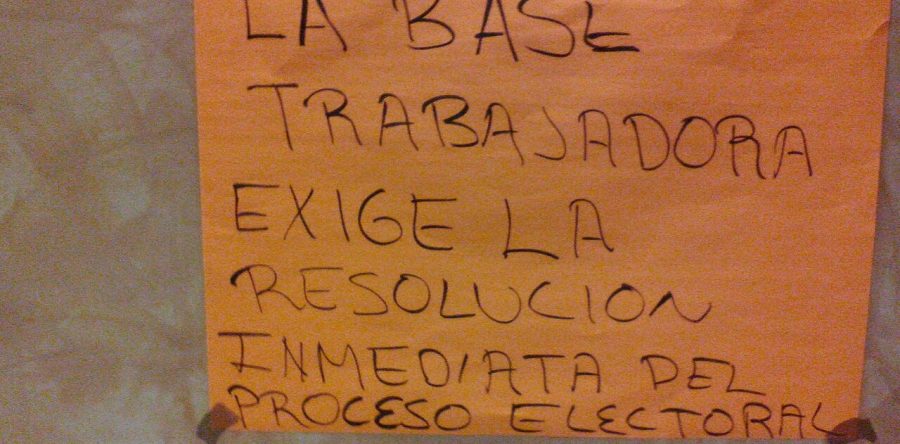 LA BASE
TRABAJADORA
EXIGE LA
RESOLUCION
INMEDIATA DEL
PROCESO ELECTORAL